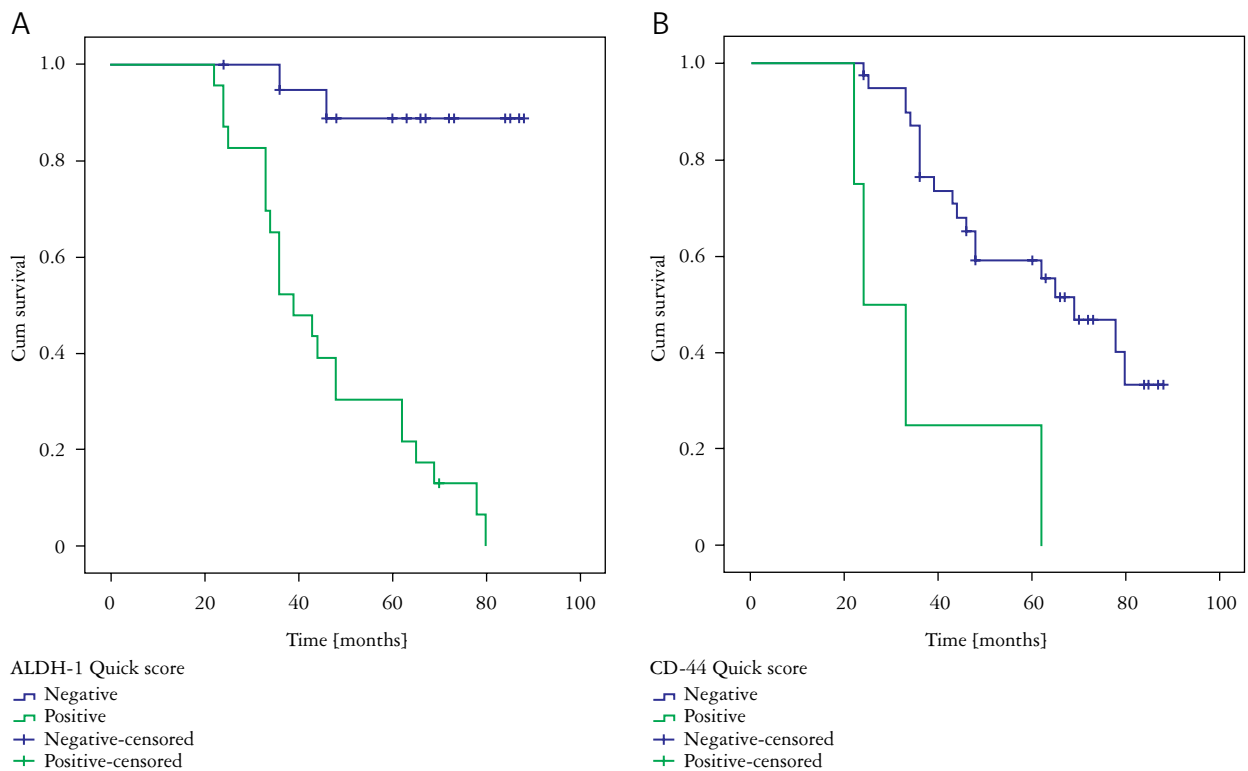 A
1.0
0.8
0.6
0.4
0.2
0
Cum survival
0 20 40 60 80 100
Time [months]
ALDH-1 Quick score
Negative
Positive
Negative-censored
Positive-censored
B
1.0
0.8
0.6
0.4
0.2
0
Cum survival
0 20 40 60 80 100
Time [months]
CD-44 Quick score
Negative
Positive
Negative-censored
Positive-censored